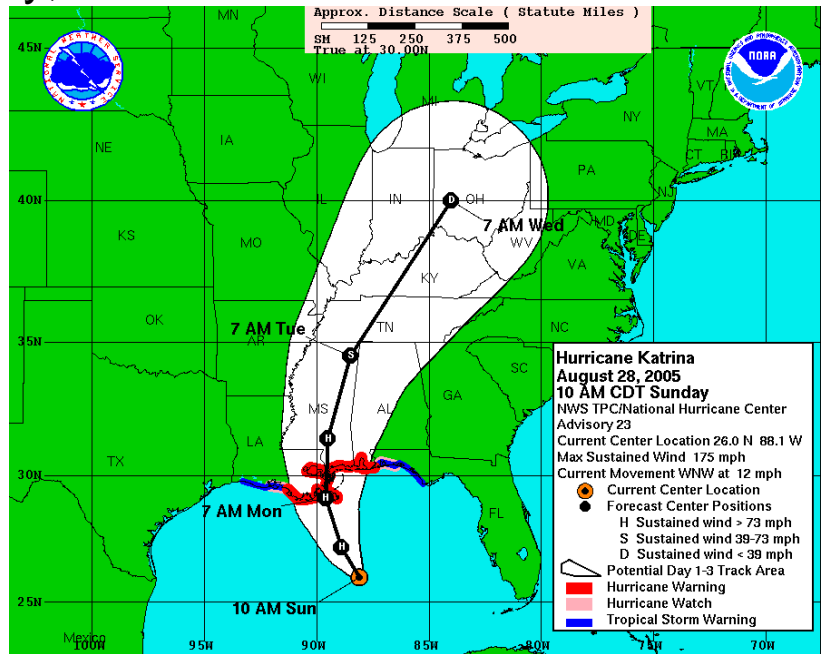 Approx. Distance Scale ( Statute Miles )
SM 125 250 375 500
True at 30.00N
45N
40N
35N
30N
25N
MN
WI
MI
NY
VT
MA
CT
RI
NE
IA
IL
IN
OH
PA
NJ
MD
DE
WV
VA
KS
MO
KY
OK
AR
TN
NC
SC
TX
LA
MS
AL
GA
FL
Mexico
NOAA
D
7 AM Wed
7 AM Tue
S
H
7 AM Mon
H
H
10 AM Sun
100W 95W 90W 85W 80W 75W 70W
Hurricane Katrina
August 28, 2005
10 AM CDT Sunday
NWS TPC/National Hurricane Center
Advisory 23
Current Center Location 26.0 N 88.1 W
Max Sustained Wind 175 mph
Current Movement WNW at 12 mph
Current Center Location
Forecast Center Positions
H Sustained wind > 73 mph
S Sustained wind 39-73 mph
D Sustained wind < 39 mph
Potential Day 1-3 Track Area
Hurricane Warning
Hurricane Watch
Tropical Storm Warning